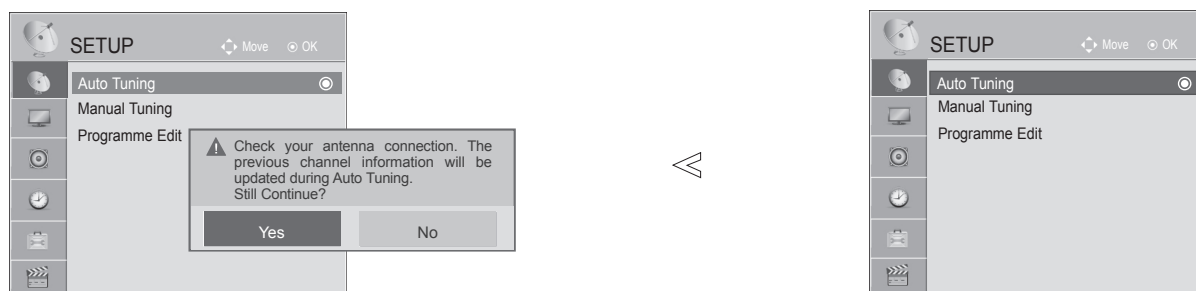 SETUP
Move
OK
Auto Tuning
Manual Tuning
Programme Edit
Check your antenna connection. The
previous channel information will be
updated during Auto Tuning.
Still Continue?
Yes
No
SETUP
Move
OK
Auto Tuning
Manual Tuning
Programme Edit